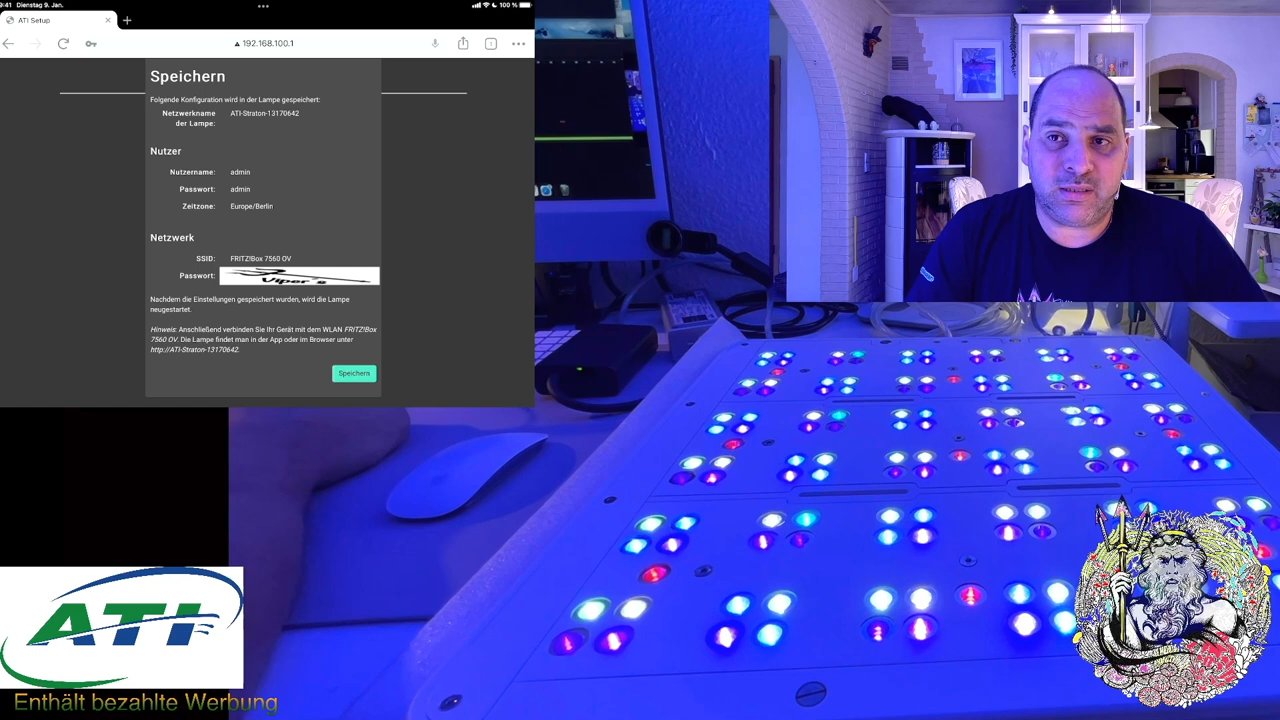 9:41 Dienstag 9. Jan.
100 %
ATI Setup
192.168.100.1
Speichern
Folgende Konfiguration wird in der Lampe gespeichert:
Netzwerkname der Lampe: ATI-Straton-13170642
Nutzer
Nutzername: admin
Passwort: admin
Zeitzone: Europe/Berlin
Netzwerk
SSID: FRITZ!Box 7560 OV
Passwort: Viper´s
Nachdem die Einstellungen gespeichert wurden, wird die Lampe
neugestartet.
Hinweis: Anschließend verbinden Sie Ihr Gerät mit dem WLAN FRITZ!Box
7560 OV. Die Lampe findet man in der App oder im Browser unter
http://ATI-Straton-13170642.
Speichern
ATI
Enthält bezahlte Werbung